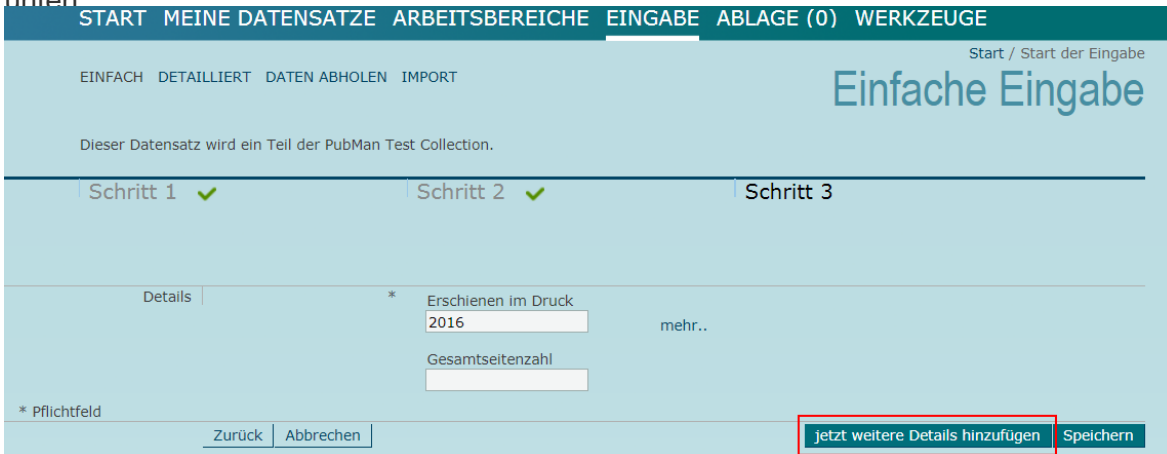 START MEINE DATENSÄTZE ARBEITSBEREICHE EINGABE ABLAGE (0) WERKZEUGE
Start / Start der Eingabe
EINFACH DETAILLIERT DATEN ABHOLEN IMPORT
Einfache Eingabe
Dieser Datensatz wird ein Teil der PubMan Test Collection.
Schritt 1 Schritt 2 Schritt 3
Details * Erschienen im Druck
2016 mehr..
Gesamtseitenzahl
* Pflichtfeld
Zurück Abbrechen jetzt weitere Details hinzufügen Speichern